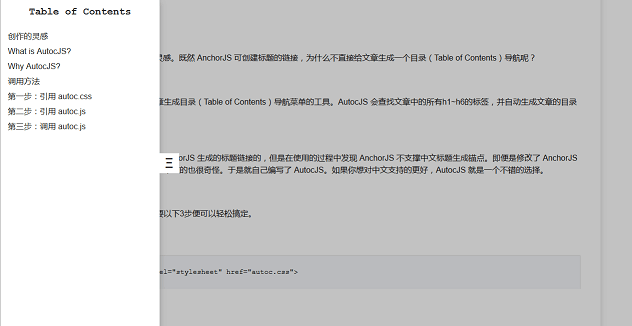 Table of Contents
创作的灵感
What is AutocJS?
Why AutocJS?
调用方法
第一步：引用 autoc.css
第二步：引用 autoc.js
第三步：调用 autoc.js
灵感。既然 AnchorJS 可创建标题的链接，为什么不直接给文章生成一个目录（Table of Contents）导航呢？
生成目录（Table of Contents）导航菜单的工具。AutocJS 会查找文章中的所有h1~h6的标签，并自动生成文章的目录
orJS 生成的标题链接的，但是在使用的过程中发现 AnchorJS 不支撑中文标题生成描点。即便是修改了 AnchorJS
的也很奇怪。于是就自己编写了 AutocJS。如果你想对中文支持的更好，AutocJS 就是一个不错的选择。
以下3步便可以轻松搞定。
el="stylesheet" href="autoc.css">